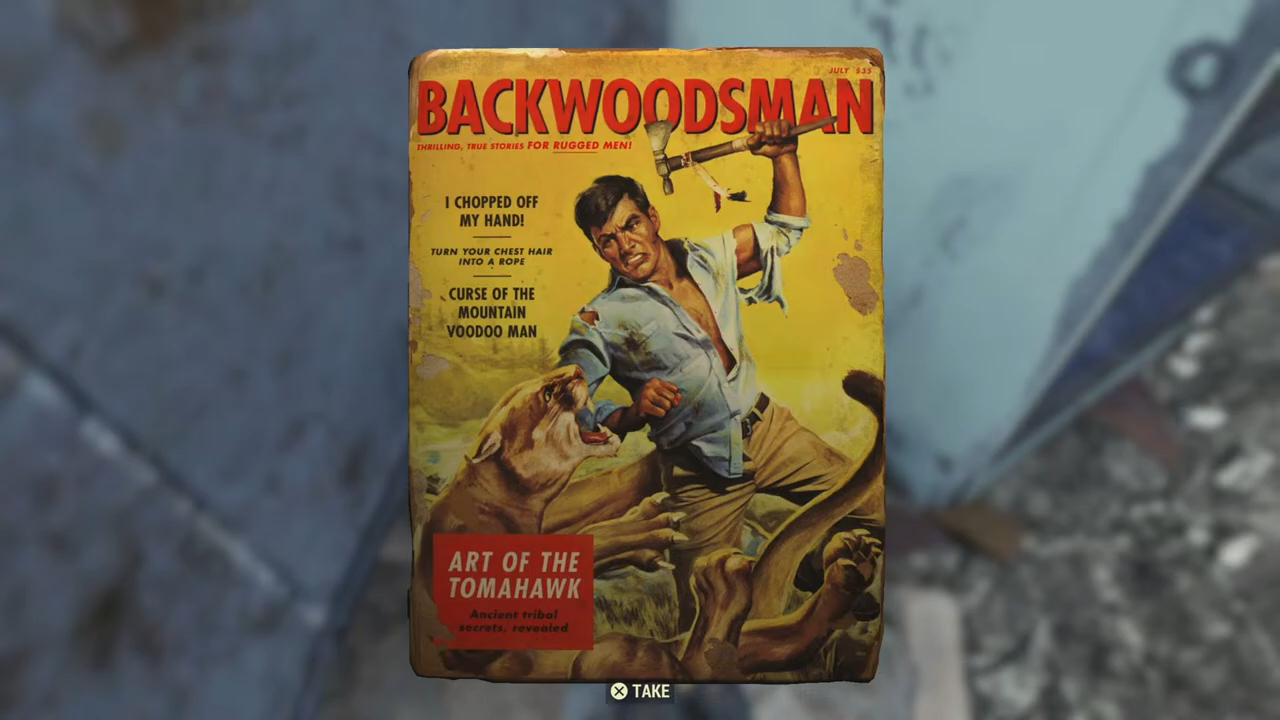 JULY $35
BACKWOODSMAN
THRILLING, TRUE STORIES FOR RUGGED MEN!
I CHOPPED OFF
MY HAND!
TURN YOUR CHEST HAIR
INTO A ROPE
CURSE OF THE
MOUNTAIN
VOODOO MAN
ART OF THE
TOMAHAWK
Ancient tribal
secrets, revealed
TAKE